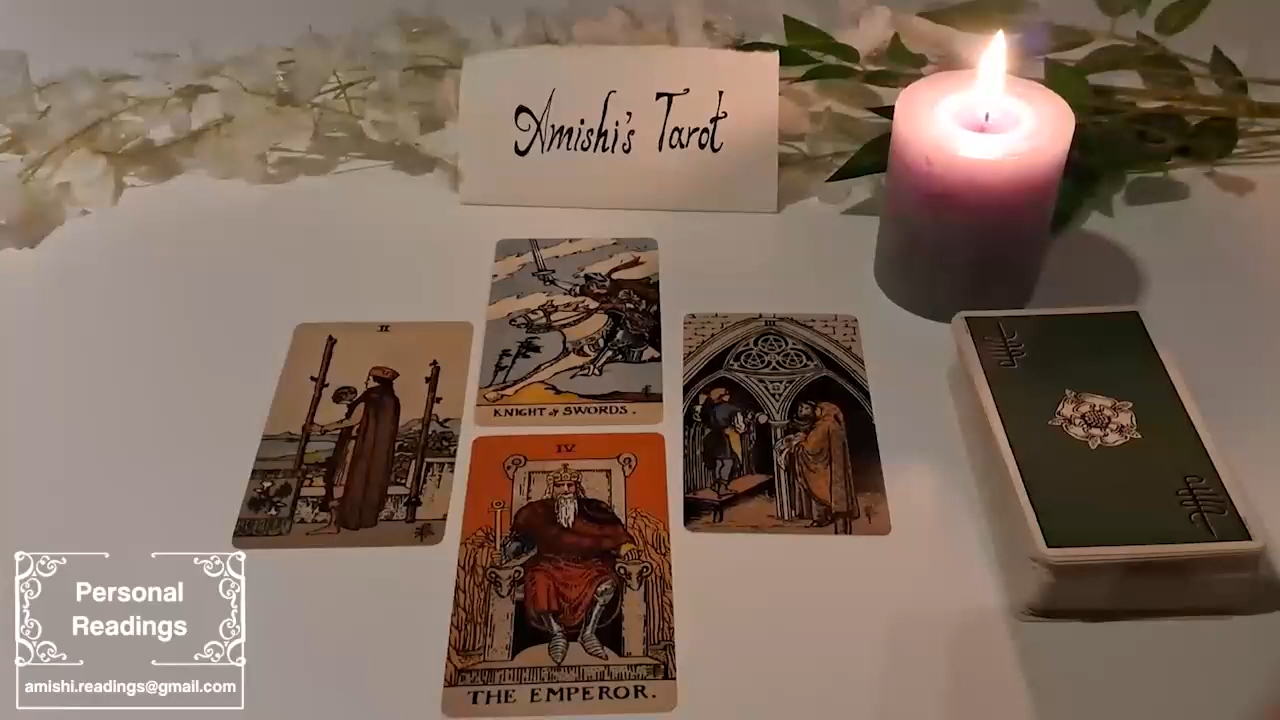 Amishi's Tarot
KNIGHT of SWORDS.
II
III
IV
THE EMPEROR.
Personal
Readings
amishi.readings@gmail.com